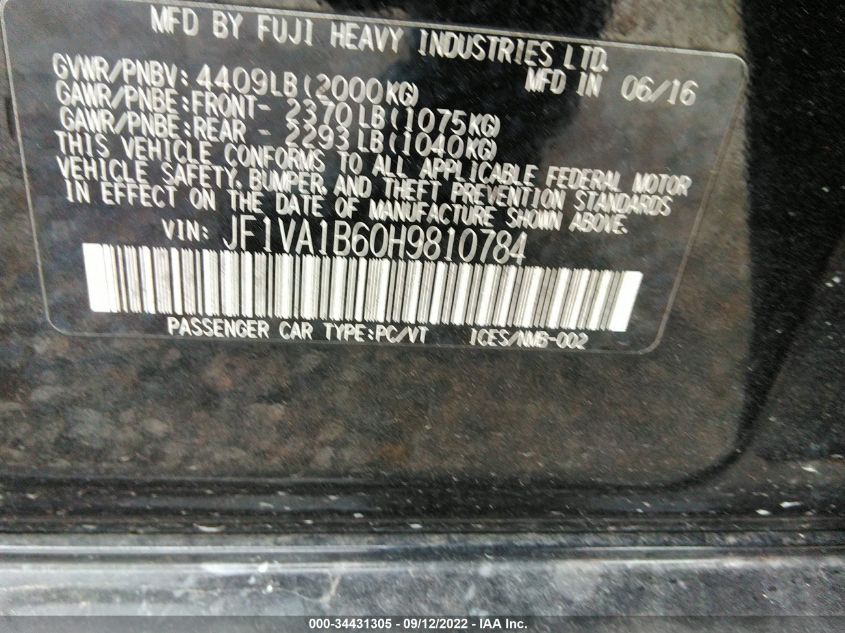 MFD BY FUJI HEAVY INDUSTRIES LTD.
MFD IN 06/16
GVWR/PNBV: 4409LB(2000KG)
GAWR/PNBE:FRONT- 2370LB(1075KG)
GAWR/PNBE:REAR - 2293LB(1040KG)
THIS VEHICLE CONFORMS TO ALL APPLICABLE FEDERAL MOTOR
VEHICLE SAFETY, BUMPER, AND THEFT PREVENTION STANDARDS
IN EFFECT ON THE DATE OF MANUFACTURE SHOWN ABOVE.
VIN: JF1VA1B60H9810784
PASSENGER CAR TYPE:PC/VT ICES/NMB-002
000-34431305 - 09/12/2022 - IAA Inc.